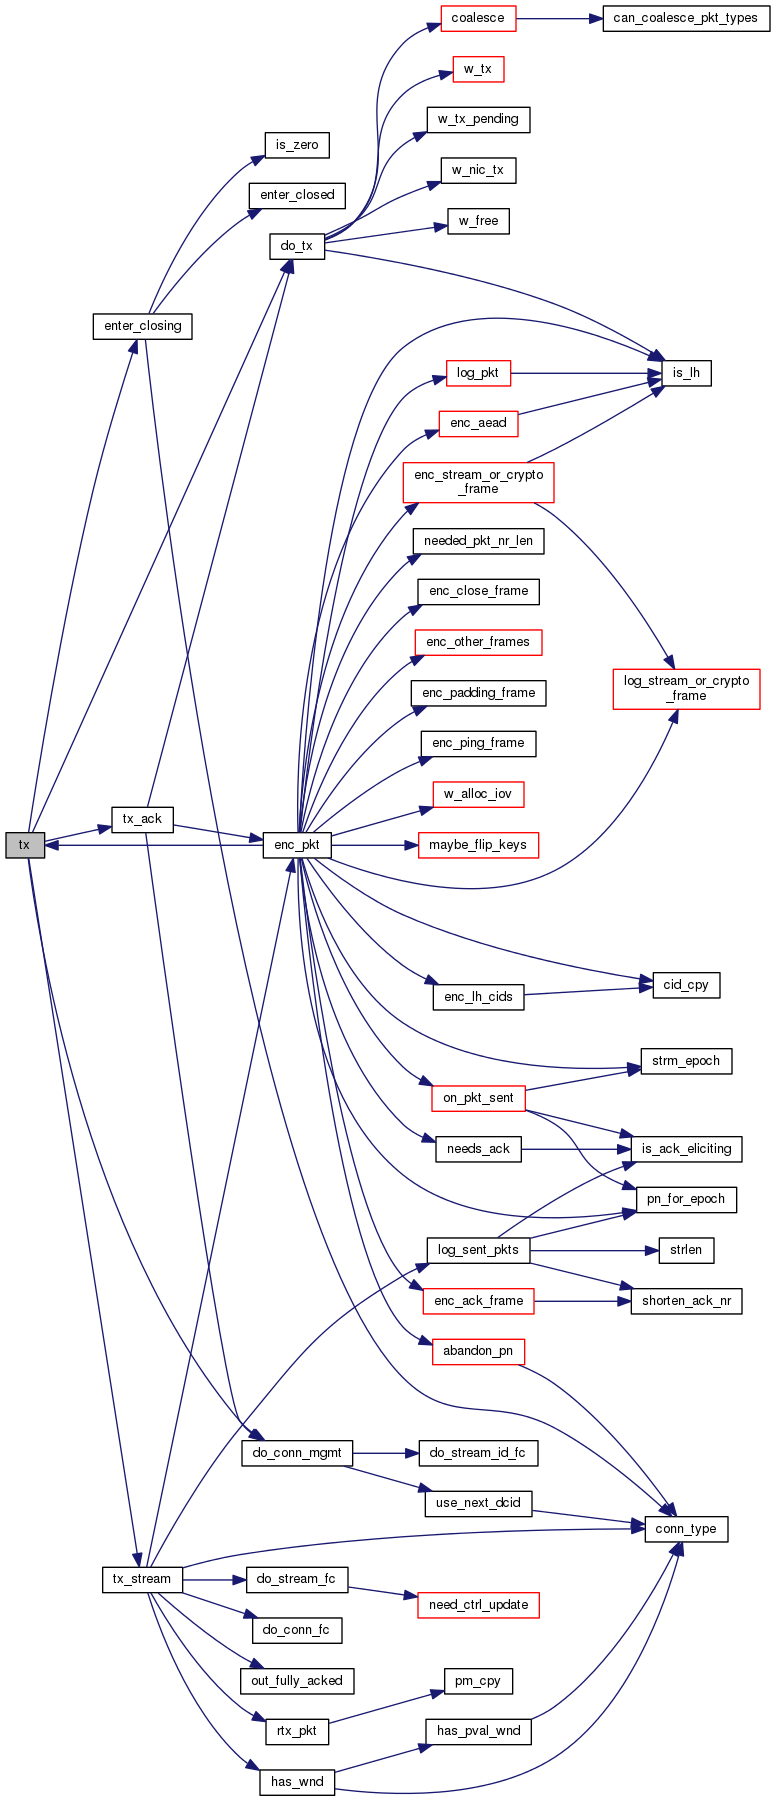 coalesce
can_coalesce_pkt_types
w_tx
w_tx_pending
is_zero
w_nic_tx
enter_closed
w_free
do_tx
enter_closing
log_pkt
is_lh
enc_aead
enc_stream_or_crypto
_frame
needed_pkt_nr_len
enc_close_frame
enc_other_frames
enc_padding_frame
log_stream_or_crypto
_frame
enc_ping_frame
w_alloc_iov
tx_ack
tx
enc_pkt
maybe_flip_keys
enc_lh_cids
cid_cpy
strm_epoch
on_pkt_sent
needs_ack
is_ack_eliciting
pn_for_epoch
log_sent_pkts
strlen
enc_ack_frame
shorten_ack_nr
abandon_pn
do_conn_mgmt
do_stream_id_fc
use_next_dcid
conn_type
tx_stream
do_stream_fc
need_ctrl_update
do_conn_fc
out_fully_acked
pm_cpy
rtx_pkt
has_pval_wnd
has_wnd